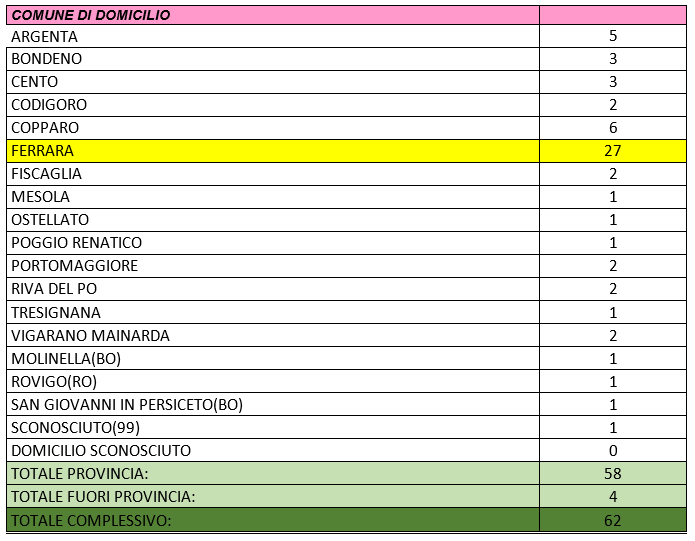 COMUNE DI DOMICILIO
ARGENTA 5
BONDENO 3
CENTO 3
CODIGORO 2
COPPARO 6
FERRARA 27
FISCAGLIA 2
MESOLA 1
OSTELLATO 1
POGGIO RENATICO 1
PORTOMAGGIORE 2
RIVA DEL PO 2
TRESIGNANA 1
VIGARANO MAINARDA 2
MOLINELLA(BO) 1
ROVIGO(RO) 1
SAN GIOVANNI IN PERSICETO(BO) 1
SCONOSCIUTO(99) 1
DOMICILIO SCONOSCIUTO 0
TOTALE PROVINCIA: 58
TOTALE FUORI PROVINCIA: 4
TOTALE COMPLESSIVO: 62